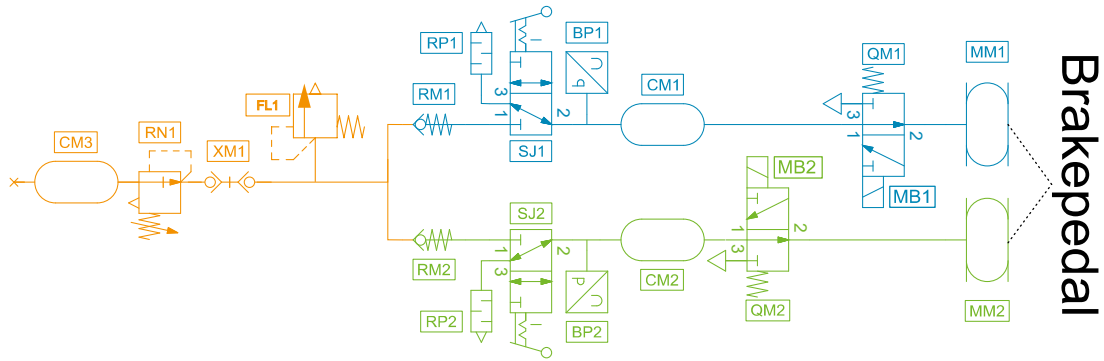 RP1
BP1
QM1
MM1
U
q
FL1
RM1
3
1
2
CM1
3
1
2
RN1
XM1
SJ1
CM3
MB2
MB1
SJ2
1
3
2
1
3
2
RM2
CM2
P
U
RP2
BP2
QM2
MM2
Brakepedal